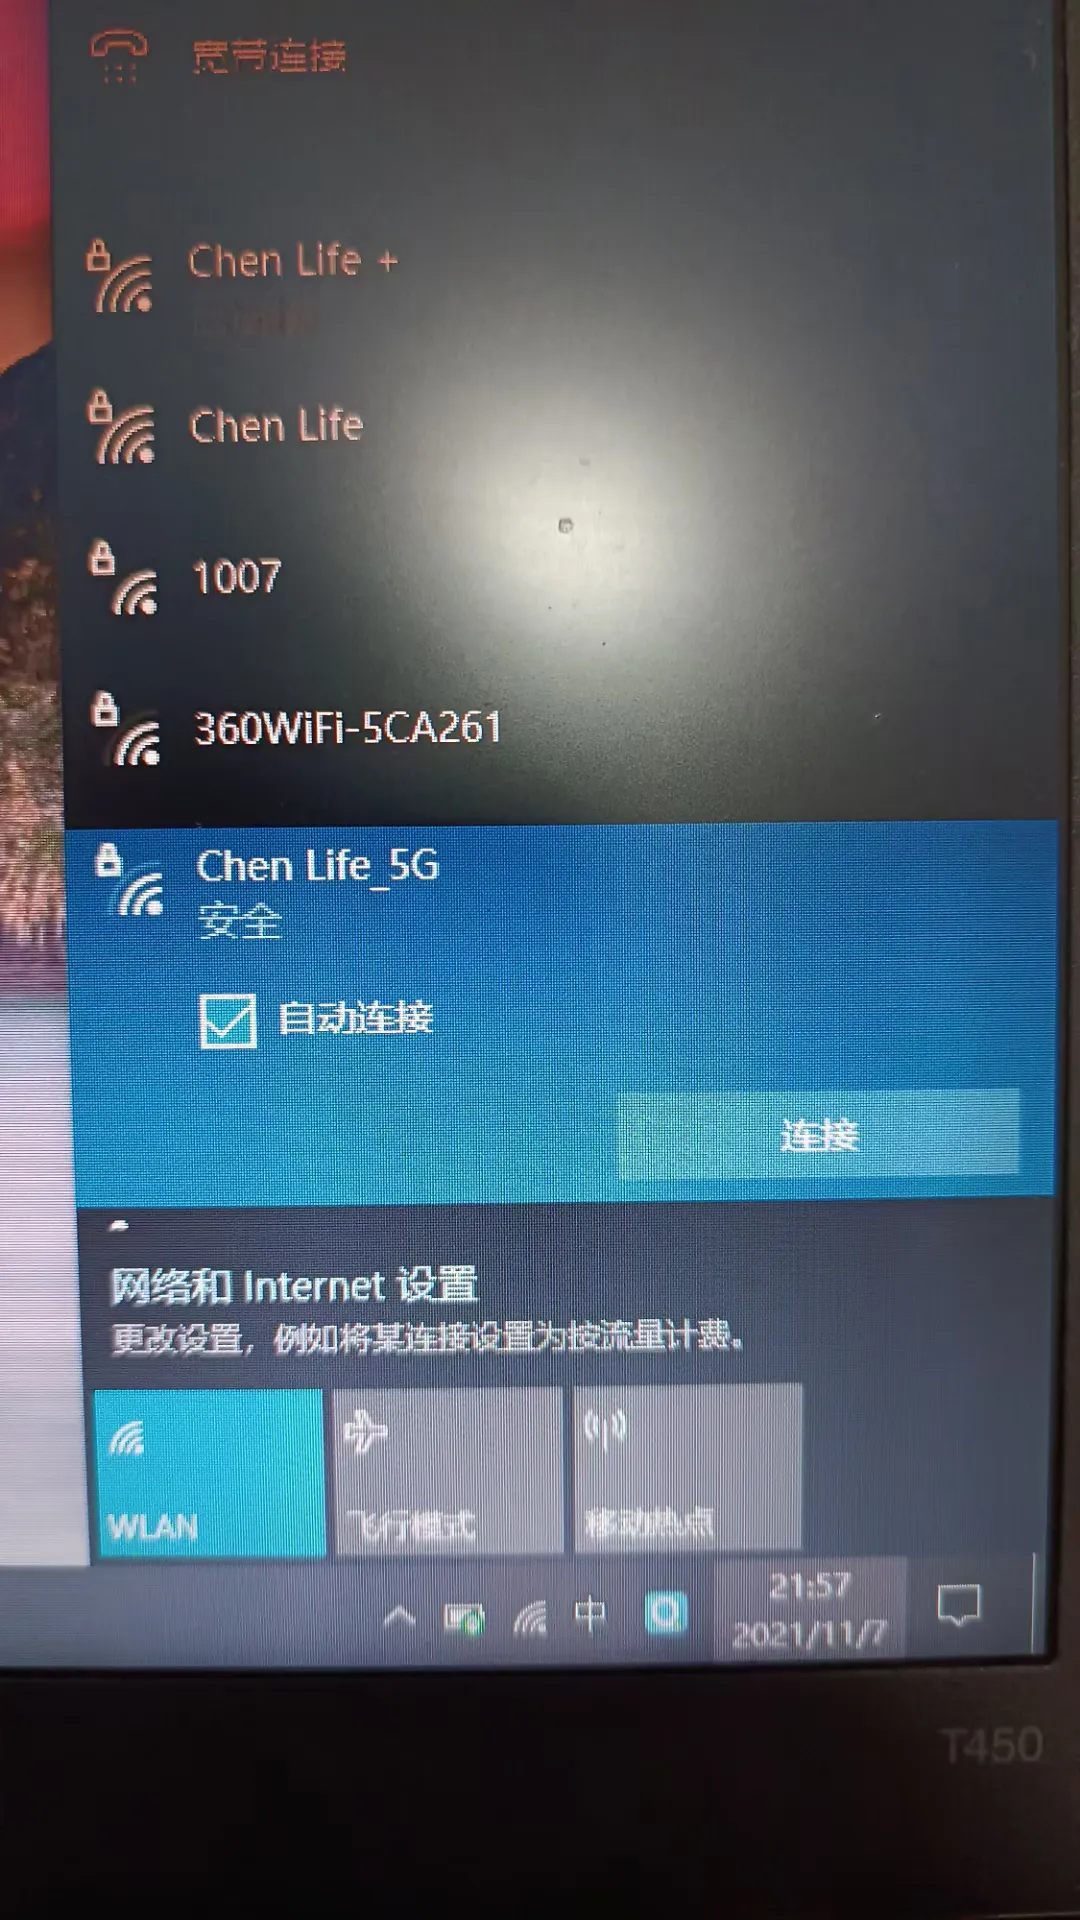 宽带连接
Chen Life +
Chen Life
1007
360WiFi-5CA261
Chen Life_5G
安全
自动连接
连接
网络和 Internet 设置
更改设置，例如将某连接设置为按流量计费。
WLAN
飞行模式
移动热点
中
21:57
2021/11/7
T450